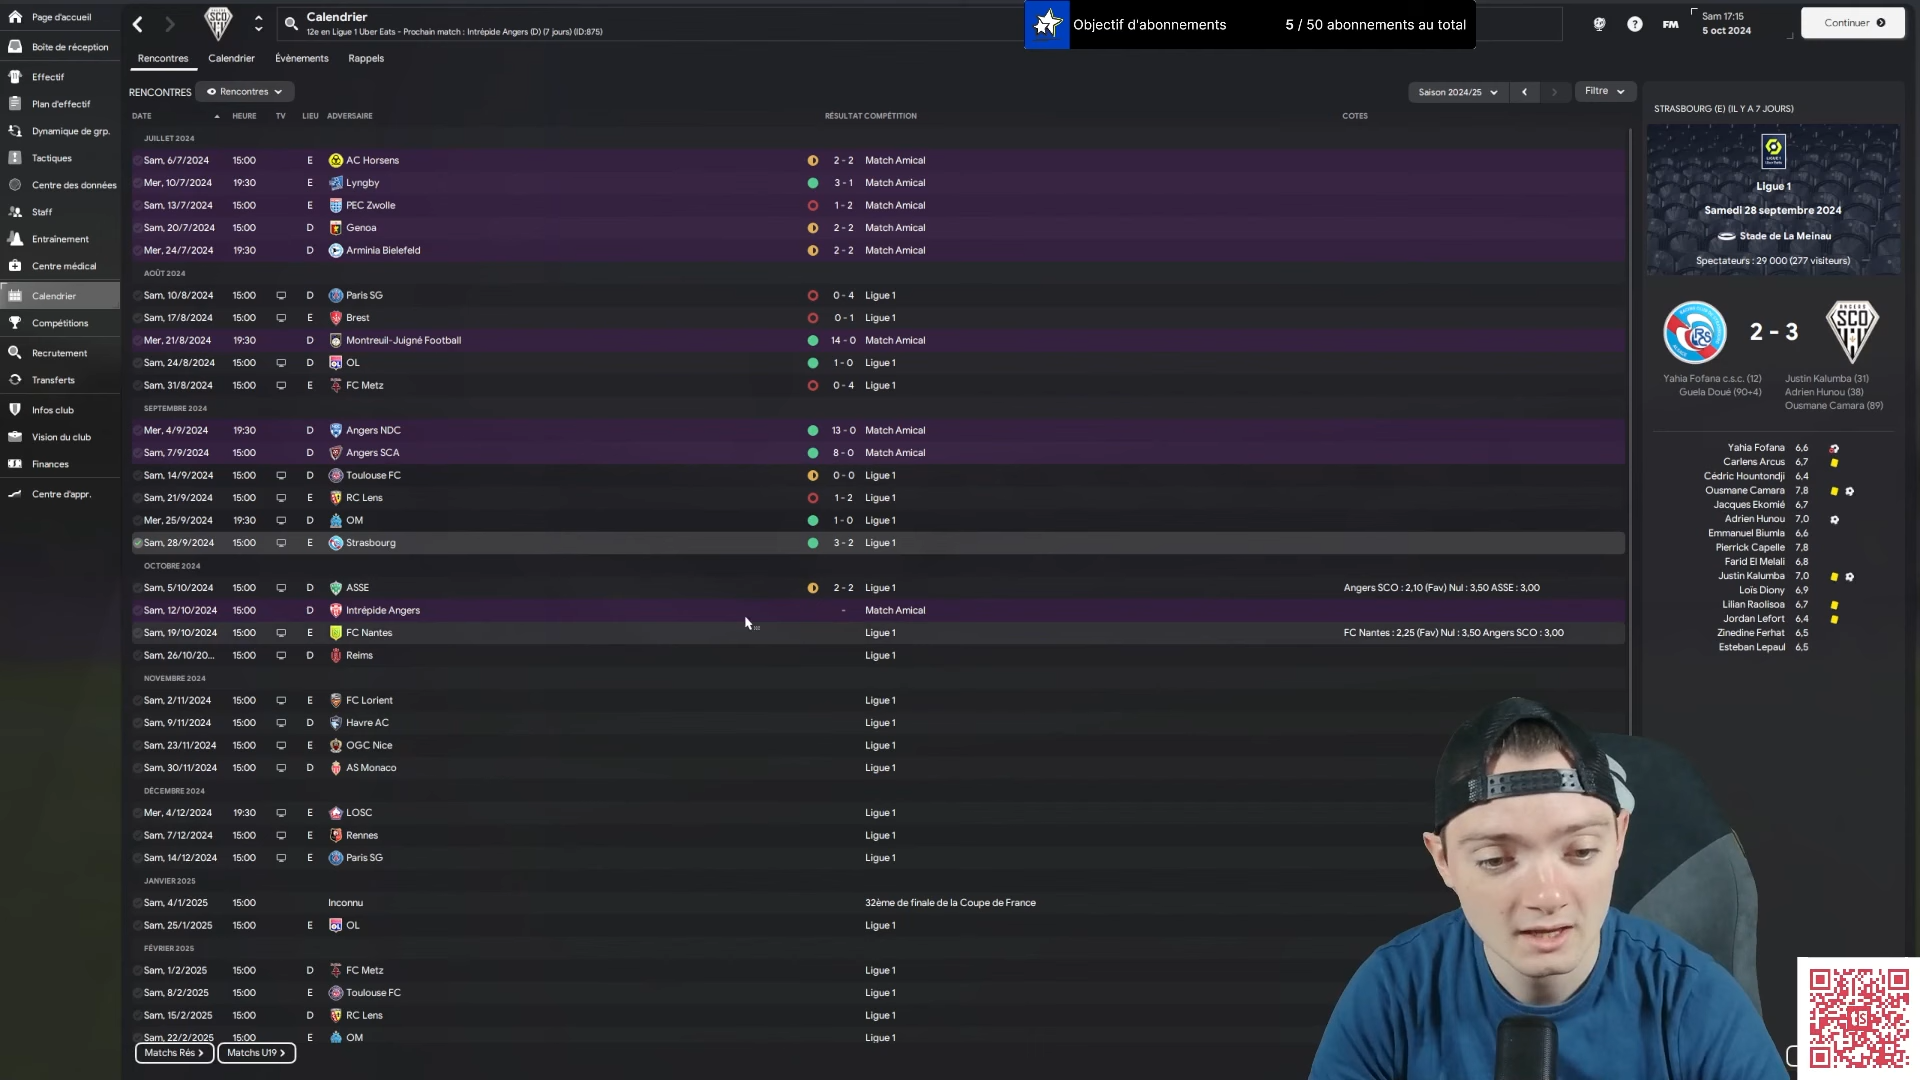 Page d'accueil
Boîte de réception
Effectif
Plan d'effectif
Dynamique de grp.
Tactiques
Centre des données
Staff
Entraînement
Centre médical
Calendrier
Compétitions
Recrutement
Transferts
Infos club
Vision du club
Finances
Centre d'appr.
Calendrier
12e en Ligue 1 Uber Eats - Prochain match : Intrépide Angers (D) (7 jours) (ID:875)
Objectif d'abonnements 5 / 50 abonnements au total
? FM Sam 17:15
5 oct 2024
Continuer
Rencontres Calendrier Évènements Rappels
RENCONTRES Rencontres Saison 2024/25 Filtre
DATE HEURE TV LIEU ADVERSAIRE RÉSULTAT COMPÉTITION COTES
JUILLET 2024
Sam, 6/7/2024 15:00 E AC Horsens 2 - 2 Match Amical
Mer, 10/7/2024 19:30 E Lyngby 3 - 1 Match Amical
Sam, 13/7/2024 15:00 E PEC Zwolle 1 - 2 Match Amical
Sam, 20/7/2024 15:00 D Genoa 2 - 2 Match Amical
Mer, 24/7/2024 19:30 D Arminia Bielefeld 2 - 2 Match Amical
AOÛT 2024
Sam, 10/8/2024 15:00 D Paris SG 0 - 4 Ligue 1
Sam, 17/8/2024 15:00 E Brest 0 - 1 Ligue 1
Mer, 21/8/2024 19:30 D Montreuil-Juigné Football 14 - 0 Match Amical
Sam, 24/8/2024 15:00 D OL 1 - 0 Ligue 1
Sam, 31/8/2024 15:00 E FC Metz 0 - 4 Ligue 1
SEPTEMBRE 2024
Mer, 4/9/2024 19:30 D Angers NDC 13 - 0 Match Amical
Sam, 7/9/2024 15:00 D Angers SCA 8 - 0 Match Amical
Sam, 14/9/2024 15:00 D Toulouse FC 0 - 0 Ligue 1
Sam, 21/9/2024 15:00 E RC Lens 1 - 2 Ligue 1
Mer, 25/9/2024 19:30 D OM 1 - 0 Ligue 1
Sam, 28/9/2024 15:00 E Strasbourg 3 - 2 Ligue 1
OCTOBRE 2024
Sam, 5/10/2024 15:00 D ASSE 2 - 2 Ligue 1 Angers SCO : 2,10 (Fav) Nul : 3,50 ASSE : 3,00
Sam, 12/10/2024 15:00 D Intrépide Angers - Match Amical
Sam, 19/10/2024 15:00 E FC Nantes Ligue 1 FC Nantes : 2,25 (Fav) Nul : 3,50 Angers SCO : 3,00
Sam, 26/10/20... 15:00 D Reims Ligue 1
NOVEMBRE 2024
Sam, 2/11/2024 15:00 E FC Lorient Ligue 1
Sam, 9/11/2024 15:00 D Havre AC Ligue 1
Sam, 23/11/2024 15:00 E OGC Nice Ligue 1
Sam, 30/11/2024 15:00 D AS Monaco Ligue 1
DÉCEMBRE 2024
Mer, 4/12/2024 19:30 E LOSC Ligue 1
Sam, 7/12/2024 15:00 E Rennes Ligue 1
Sam, 14/12/2024 15:00 E Paris SG Ligue 1
JANVIER 2025
Sam, 4/1/2025 15:00 Inconnu 32ème de finale de la Coupe de France
Sam, 25/1/2025 15:00 E OL Ligue 1
FÉVRIER 2025
Sam, 1/2/2025 15:00 D FC Metz Ligue 1
Sam, 8/2/2025 15:00 E Toulouse FC Ligue 1
Sam, 15/2/2025 15:00 D RC Lens Ligue 1
Sam, 22/2/2025 15:00 E OM Ligue 1
Matchs Rés Matchs U19
STRASBOURG (E) (IL Y A 7 JOURS)
Ligue 1
Samedi 28 septembre 2024
Stade de La Meinau
Spectateurs : 29 000 (277 visiteurs)
2 - 3
ANGERS
SCO
Yahia Fofana c.s.c. (12)
Guela Doué (90+4)
Justin Kalumba (31)
Adrien Hunou (38)
Ousmane Camara (89)
Yahia Fofana 6,6
Carlens Arcus 6,7
Cédric Hountondji 6,4
Ousmane Camara 7,8
Jacques Ekomié 6,7
Adrien Hunou 7,0
Emmanuel Biumla 6,6
Pierrick Capelle 7,8
Farid El Melali 6,8
Justin Kalumba 7,0
Loïs Diony 6,9
Lilian Raolisoa 6,7
Jordan Lefort 6,4
Zinedine Ferhat 6,5
Esteban Lepaul 6,5